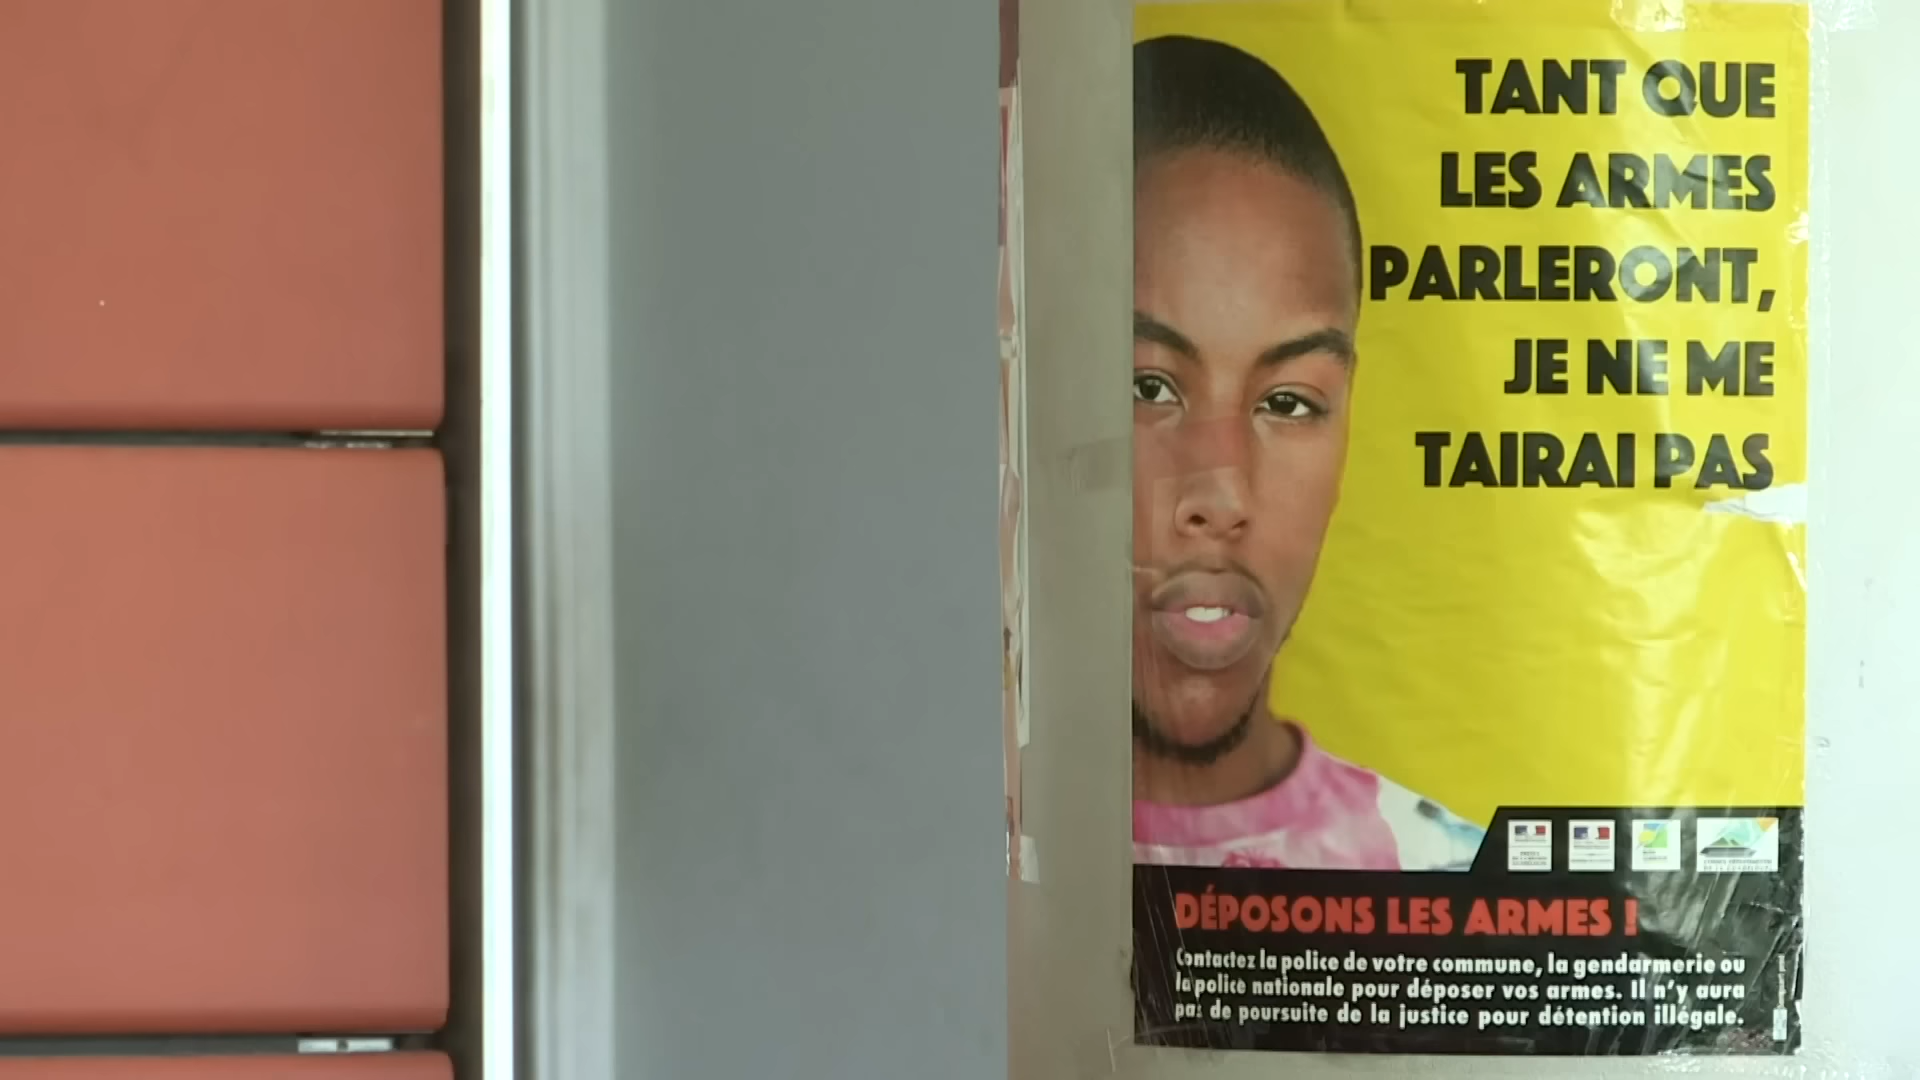 TANT QUE
LES ARMES
PARLERONT,
JE NE ME
TAIRAI PAS
DÉPOSONS LES ARMES !
Contactez la police de votre commune, la gendarmerie ou
la police nationale pour déposer vos armes. Il n'y aura
pas de poursuite de la justice pour détention illégale.